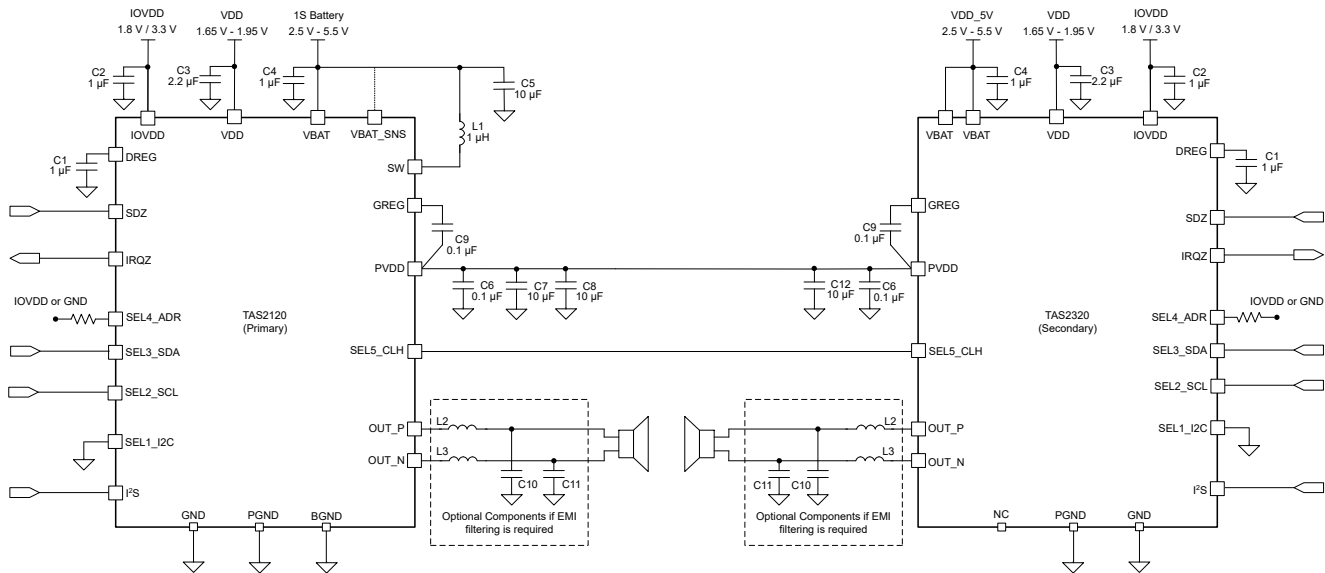 IOVDD
1.8 V / 3.3 V
VDD
1.65 V - 1.95 V
1S Battery
2.5 V - 5.5 V
C2
1 µF
C3
2.2 µF
C4
1 µF
C5
10 µF
L1
1 µH
IOVDD
VDD
VBAT
VBAT_SNS
C1
1 µF
DREG
SW
SDZ
GREG
C9
0.1 µF
IRQZ
PVDD
C6
0.1 µF
C7
10 µF
C8
10 µF
IOVDD or GND
SEL4_ADR
TAS2120
(Primary)
SEL3_SDA
SEL5_CLH
SEL2_SCL
OUT_P
L2
SEL1_I2C
OUT_N
L3
C10
C11
I²S
Optional Components if EMI
filtering is required
GND
PGND
BGND
VDD_5V
2.5 V - 5.5 V
VDD
1.65 V - 1.95 V
IOVDD
1.8 V / 3.3 V
C4
1 µF
C3
2.2 µF
C2
1 µF
VBAT
VBAT
VDD
IOVDD
DREG
C1
1 µF
GREG
SDZ
C9
0.1 µF
IRQZ
PVDD
C12
10 µF
C6
0.1 µF
IOVDD or GND
TAS2320
(Secondary)
SEL4_ADR
SEL5_CLH
SEL3_SDA
SEL2_SCL
L2
OUT_P
SEL1_I2C
L3
OUT_N
C11
C10
I²S
Optional Components if EMI
filtering is required
NC
PGND
GND